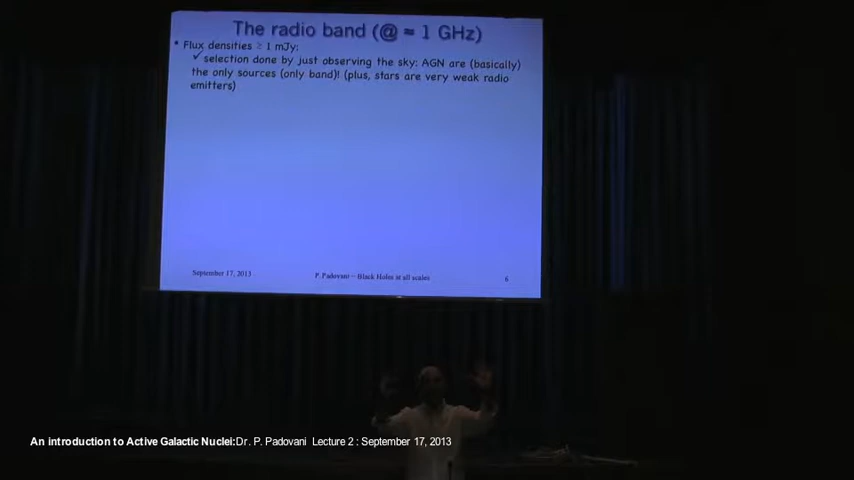 The radio band (@ ≈ 1 GHz)
• Flux densities ≥ 1 mJy:
✓ selection done by just observing the sky: AGN are (basically)
the only sources (only band)! (plus, stars are very weak radio
emitters)
September 17, 2013
P. Padovani – Black Holes at all scales
6
An introduction to Active Galactic Nuclei:Dr. P. Padovani Lecture 2 : September 17, 2013